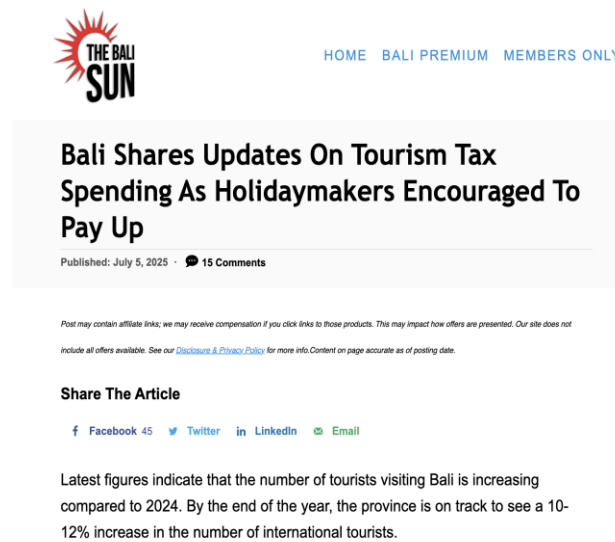 THE BALI
SUN
HOME BALI PREMIUM MEMBERS ONLY
Bali Shares Updates On Tourism Tax
Spending As Holidaymakers Encouraged To
Pay Up
Published: July 5, 2025 · 15 Comments
Post may contain affiliate links; we may receive compensation if you click links to those products. This may impact how offers are presented. Our site does not
include all offers available. See our Disclosure & Privacy Policy for more info.Content on page accurate as of posting date.
Share The Article
Facebook 45 Twitter in LinkedIn Email
Latest figures indicate that the number of tourists visiting Bali is increasing
compared to 2024. By the end of the year, the province is on track to see a 10-
12% increase in the number of international tourists.